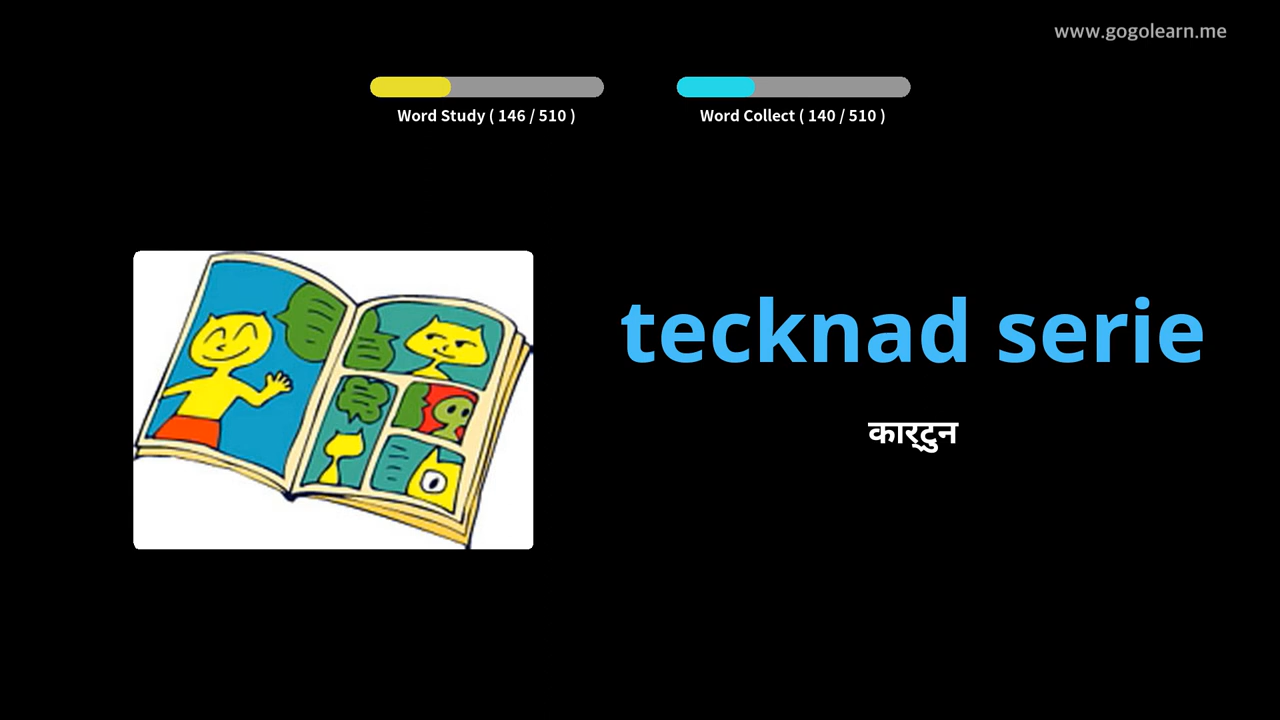 www.gogolearn.me
Word Study ( 146 / 510 )
Word Collect ( 140 / 510 )
tecknad serie
कार्टुन